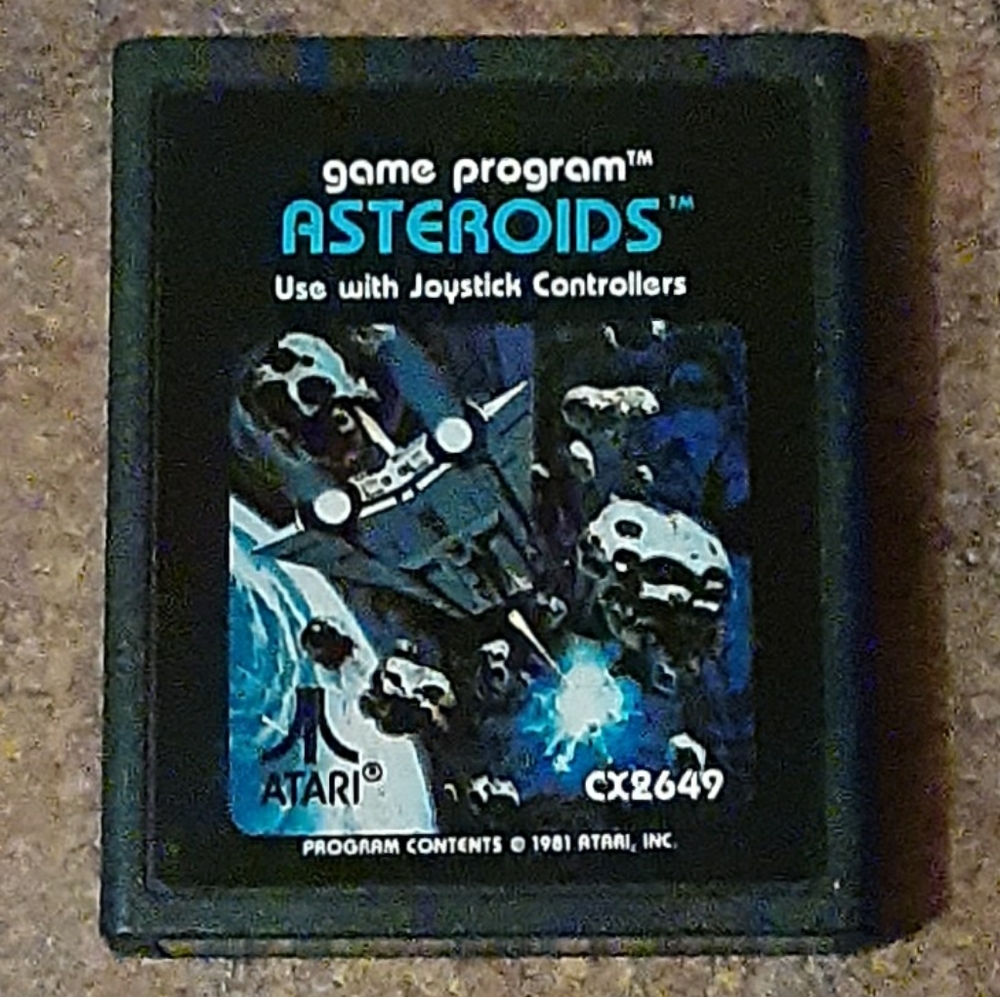 game program™
ASTEROIDS™
Use with Joystick Controllers
ATARI®
CX2649
PROGRAM CONTENTS © 1981 ATARI, INC.